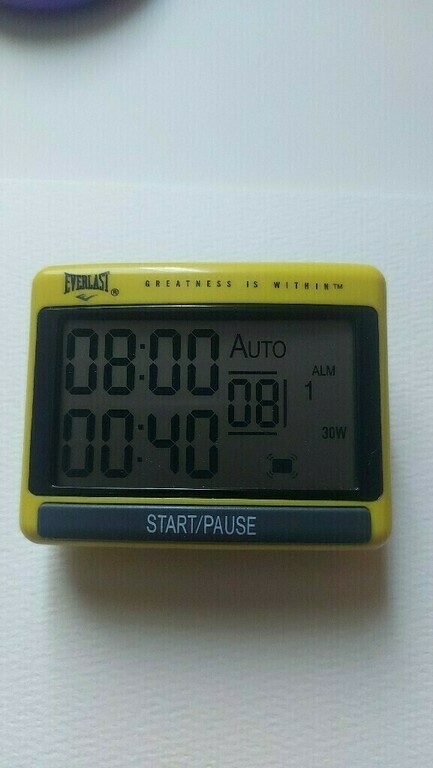 EVERLAST® GREATNESS IS WITHIN™
08:00 AUTO
ALM
08 1
00:40 30W
START/PAUSE